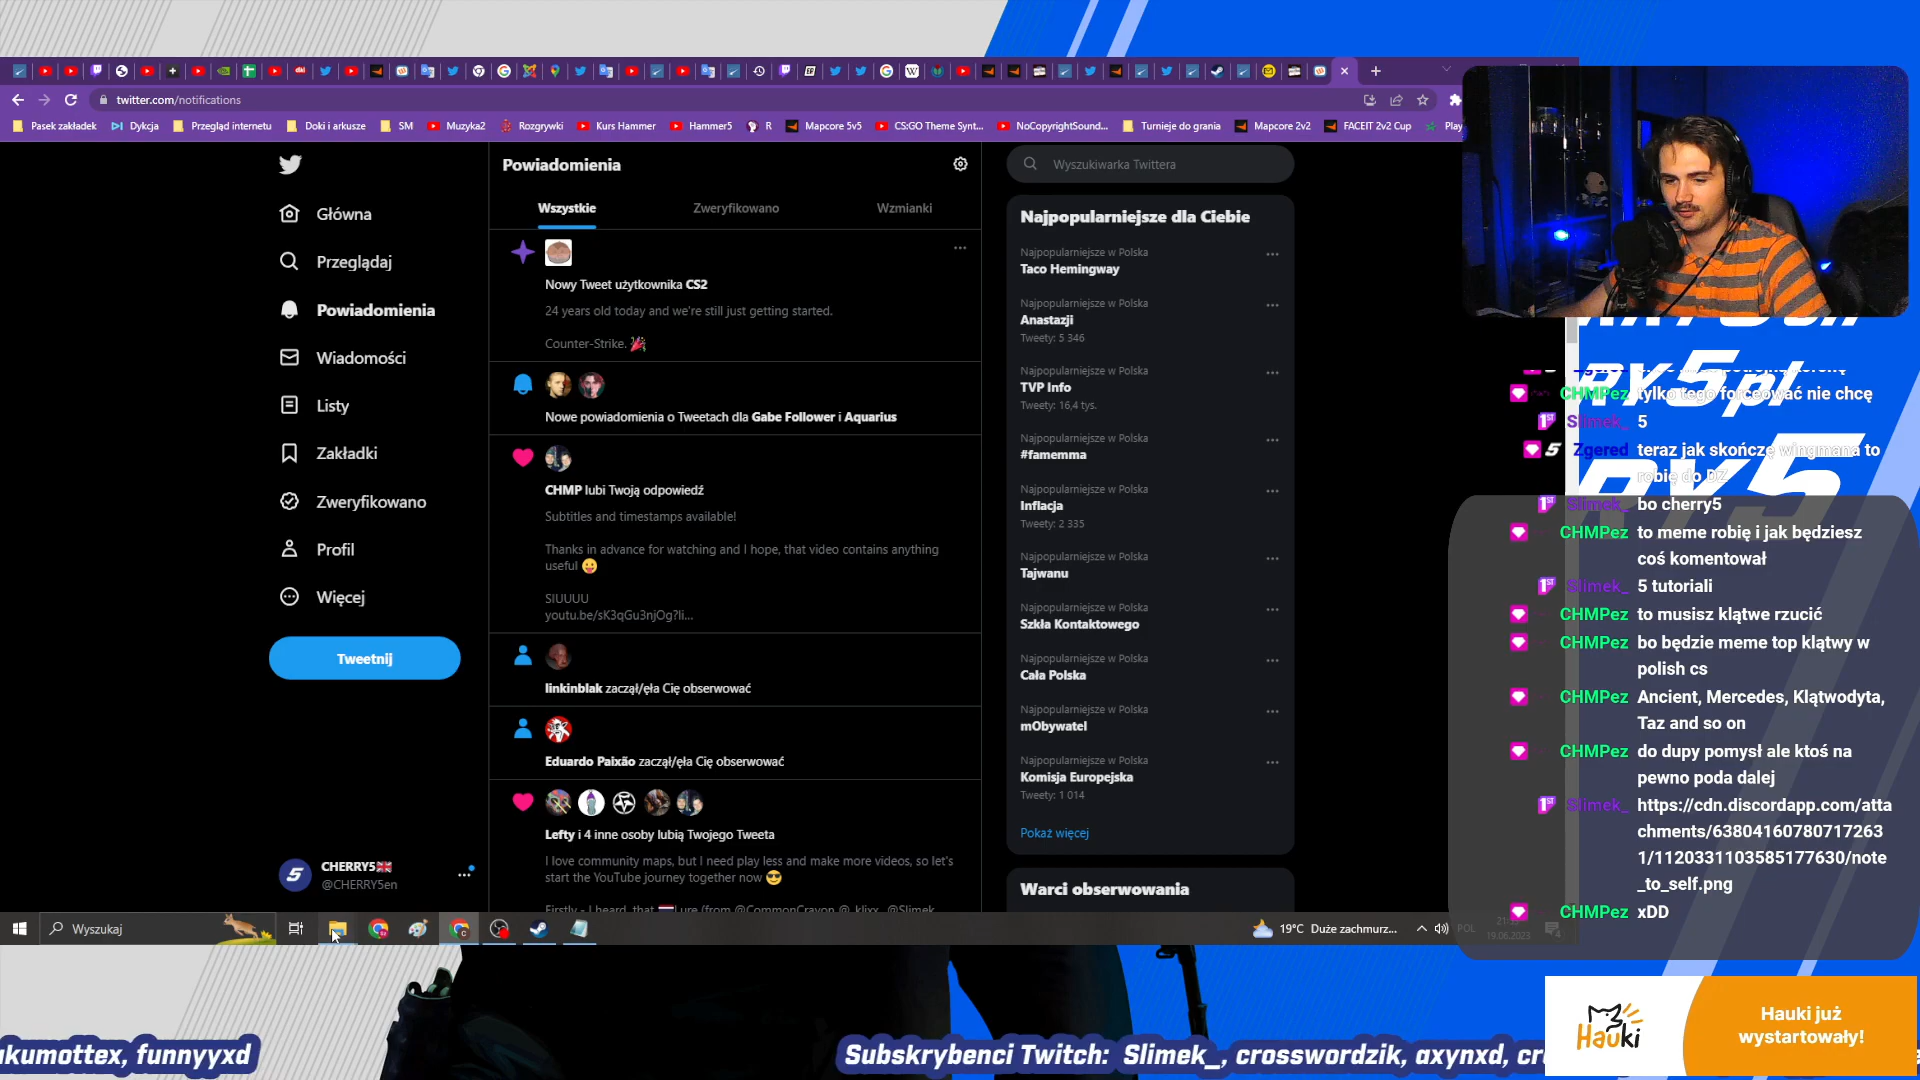 twitter.com/notifications
Pasek zakładek
Dykcja
Przegląd internetu
Doki i arkusze
SM
Muzyka2
Rozgrywki
Kurs Hammer
Hammer5
R
Mapcore 5v5
CS:GO Theme Synt...
NoCopyrightSound...
Turnieje do grania
Mapcore 2v2
FACEIT 2v2 Cup
Play
Główna
Przeglądaj
Powiadomienia
Wiadomości
Listy
Zakładki
Zweryfikowano
Profil
Więcej
Tweetnij
CHERRY5
@CHERRY5en
Powiadomienia
Wszystkie
Zweryfikowano
Wzmianki
Nowy Tweet użytkownika CS2
24 years old today and we're still just getting started.
Counter-Strike. 🎉
Nowe powiadomienia o Tweetach dla Gabe Follower i Aquarius
CHMP lubi Twoją odpowiedź
Subtitles and timestamps available!
Thanks in advance for watching and I hope, that video contains anything
useful 😛
SIUUUU
youtu.be/sK3qGu3njOg?li...
linkinblak zaczął/ęła Cię obserwować
Eduardo Paixão zaczął/ęła Cię obserwować
Lefty i 4 inne osoby lubią Twojego Tweeta
I love community maps, but I need play less and make more videos, so let's
start the YouTube journey together now 😎
Wyszukiwarka Twittera
Najpopularniejsze dla Ciebie
Najpopularniejsze w Polska
Taco Hemingway
Najpopularniejsze w Polska
Anastazji
Tweety: 5 346
Najpopularniejsze w Polska
TVP Info
Tweety: 16,4 tys.
Najpopularniejsze w Polska
#famemma
Najpopularniejsze w Polska
Inflacja
Tweety: 2 335
Najpopularniejsze w Polska
Tajwanu
Najpopularniejsze w Polska
Szkła Kontaktowego
Najpopularniejsze w Polska
Cała Polska
Najpopularniejsze w Polska
mObywatel
Najpopularniejsze w Polska
Komisja Europejska
Tweety: 1 014
Pokaż więcej
Warci obserwowania
CHMPez tylko tego forceować nie chcę
Slimek_ 5
Zgered teraz jak skończę wingmana to
robię do DZ
Slimek_ bo cherry5
CHMPez to meme robię i jak będziesz
coś komentował
Slimek_ 5 tutoriali
CHMPez to musisz klątwe rzucić
CHMPez bo będzie meme top klątwy w
polish cs
CHMPez Ancient, Mercedes, Klątwodyta,
Taz and so on
CHMPez do dupy pomysł ale ktoś na
pewno poda dalej
Slimek_ https://cdn.discordapp.com/atta
chments/63804160780717263
1/1120331103585177630/note
_to_self.png
CHMPez xDD
Wyszukaj
19°C Duże zachmurz...
POL
19.06.2023
Hauki
Hauki już
wystartowały!
akumottex, funnyyxd
Subskrybenci Twitch: Slimek_, crosswordzik, axynxd,